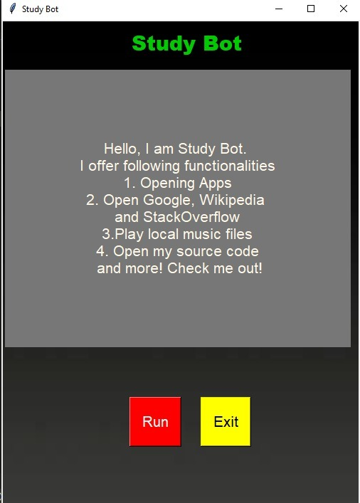 Study Bot
Study Bot
Hello, I am Study Bot.
I offer following functionalities
1. Opening Apps
2. Open Google, Wikipedia
and StackOverflow
3.Play local music files
4. Open my source code
and more! Check me out!
Run Exit